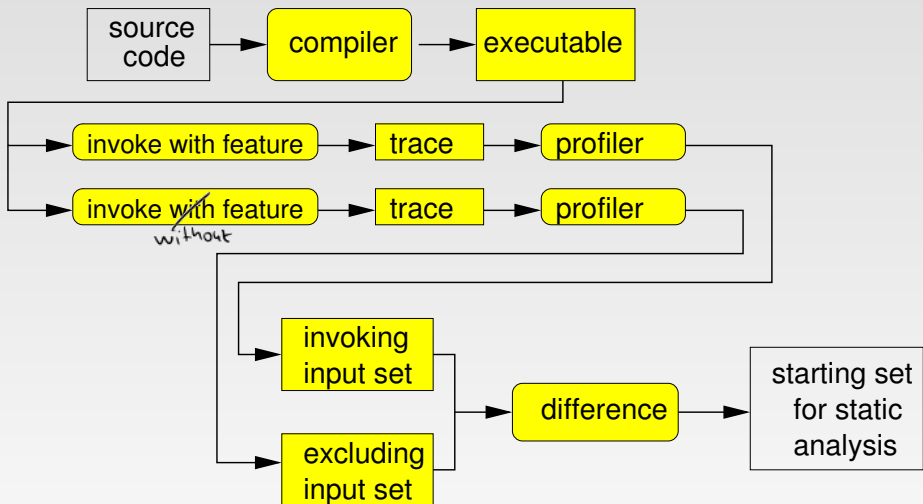 source
code
compiler
executable
invoke with feature
trace
profiler
invoke with feature
without
trace
profiler
invoking
input set
excluding
input set
difference
starting set
for static
analysis